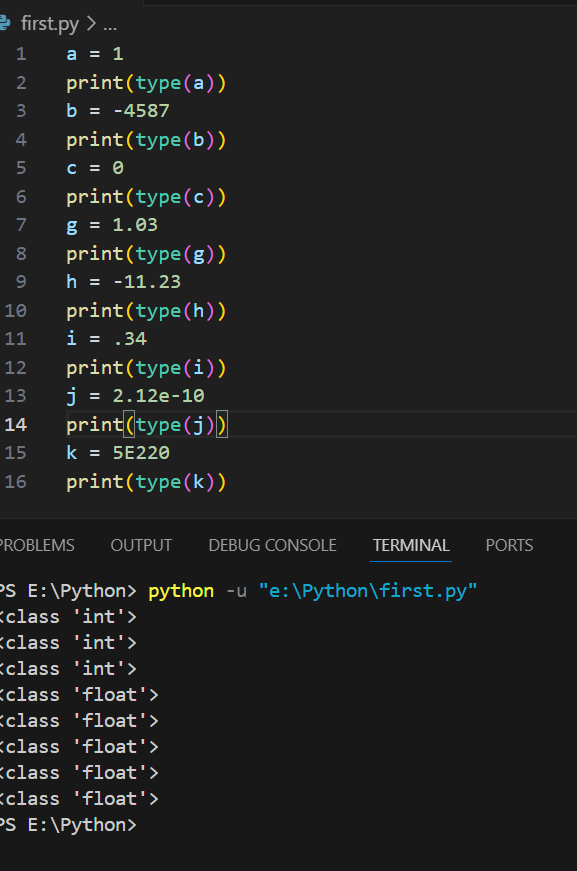 first.py > ...
1 a = 1
2 print(type(a))
3 b = -4587
4 print(type(b))
5 c = 0
6 print(type(c))
7 g = 1.03
8 print(type(g))
9 h = -11.23
10 print(type(h))
11 i = .34
12 print(type(i))
13 j = 2.12e-10
14 print(type(j))
15 k = 5E220
16 print(type(k))
PROBLEMS OUTPUT DEBUG CONSOLE TERMINAL PORTS
PS E:\Python> python -u "e:\Python\first.py"
<class 'int'>
<class 'int'>
<class 'int'>
<class 'float'>
<class 'float'>
<class 'float'>
<class 'float'>
<class 'float'>
PS E:\Python>